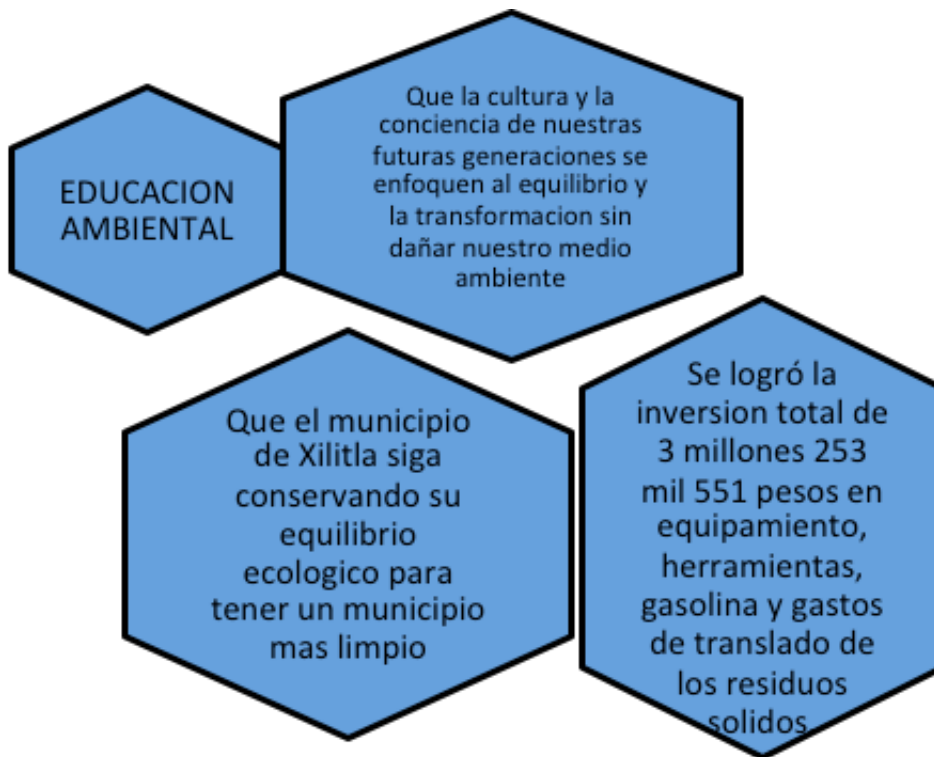 EDUCACION
AMBIENTAL
Que la cultura y la
conciencia de nuestras
futuras generaciones se
enfoquen al equilibrio y
la transformacion sin
dañar nuestro medio
ambiente
Que el municipio
de Xilitla siga
conservando su
equilibrio
ecologico para
tener un municipio
mas limpio
Se logró la
inversion total de
3 millones 253
mil 551 pesos en
equipamiento,
herramientas,
gasolina y gastos
de translado de
los residuos
solidos